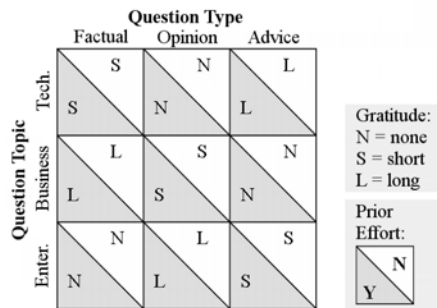 Question Type
Factual Opinion Advice
Question Topic
Tech.
S N L
S N L
Business
L S N
L S N
Enter.
N L S
N L S
Gratitude:
N = none
S = short
L = long
Prior
Effort:
N
Y